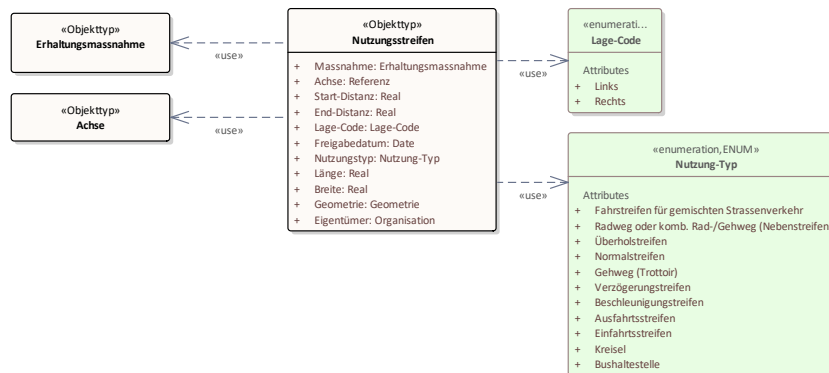 «Objekttyp»
Erhaltungsmassnahme
«use»
«Objekttyp»
Achse
«use»
«Objekttyp»
Nutzungsstreifen
+ Massnahme: Erhaltungsmassnahme
+ Achse: Referenz
+ Start-Distanz: Real
+ End-Distanz: Real
+ Lage-Code: Lage-Code
+ Freigabedatum: Date
+ Nutzungstyp: Nutzung-Typ
+ Länge: Real
+ Breite: Real
+ Geometrie: Geometrie
+ Eigentümer: Organisation
«use»
«enumerati...
Lage-Code
Attributes
+ Links
+ Rechts
«use»
«enumeration,ENUM»
Nutzung-Typ
Attributes
+ Fahrstreifen für gemischten Strassenverkehr
+ Radweg oder komb. Rad-/Gehweg (Nebenstreifen
+ Überholstreifen
+ Normalstreifen
+ Gehweg (Trottoir)
+ Verzögerungstreifen
+ Beschleunigungstreifen
+ Ausfahrtsstreifen
+ Einfahrtsstreifen
+ Kreisel
+ Bushaltestelle